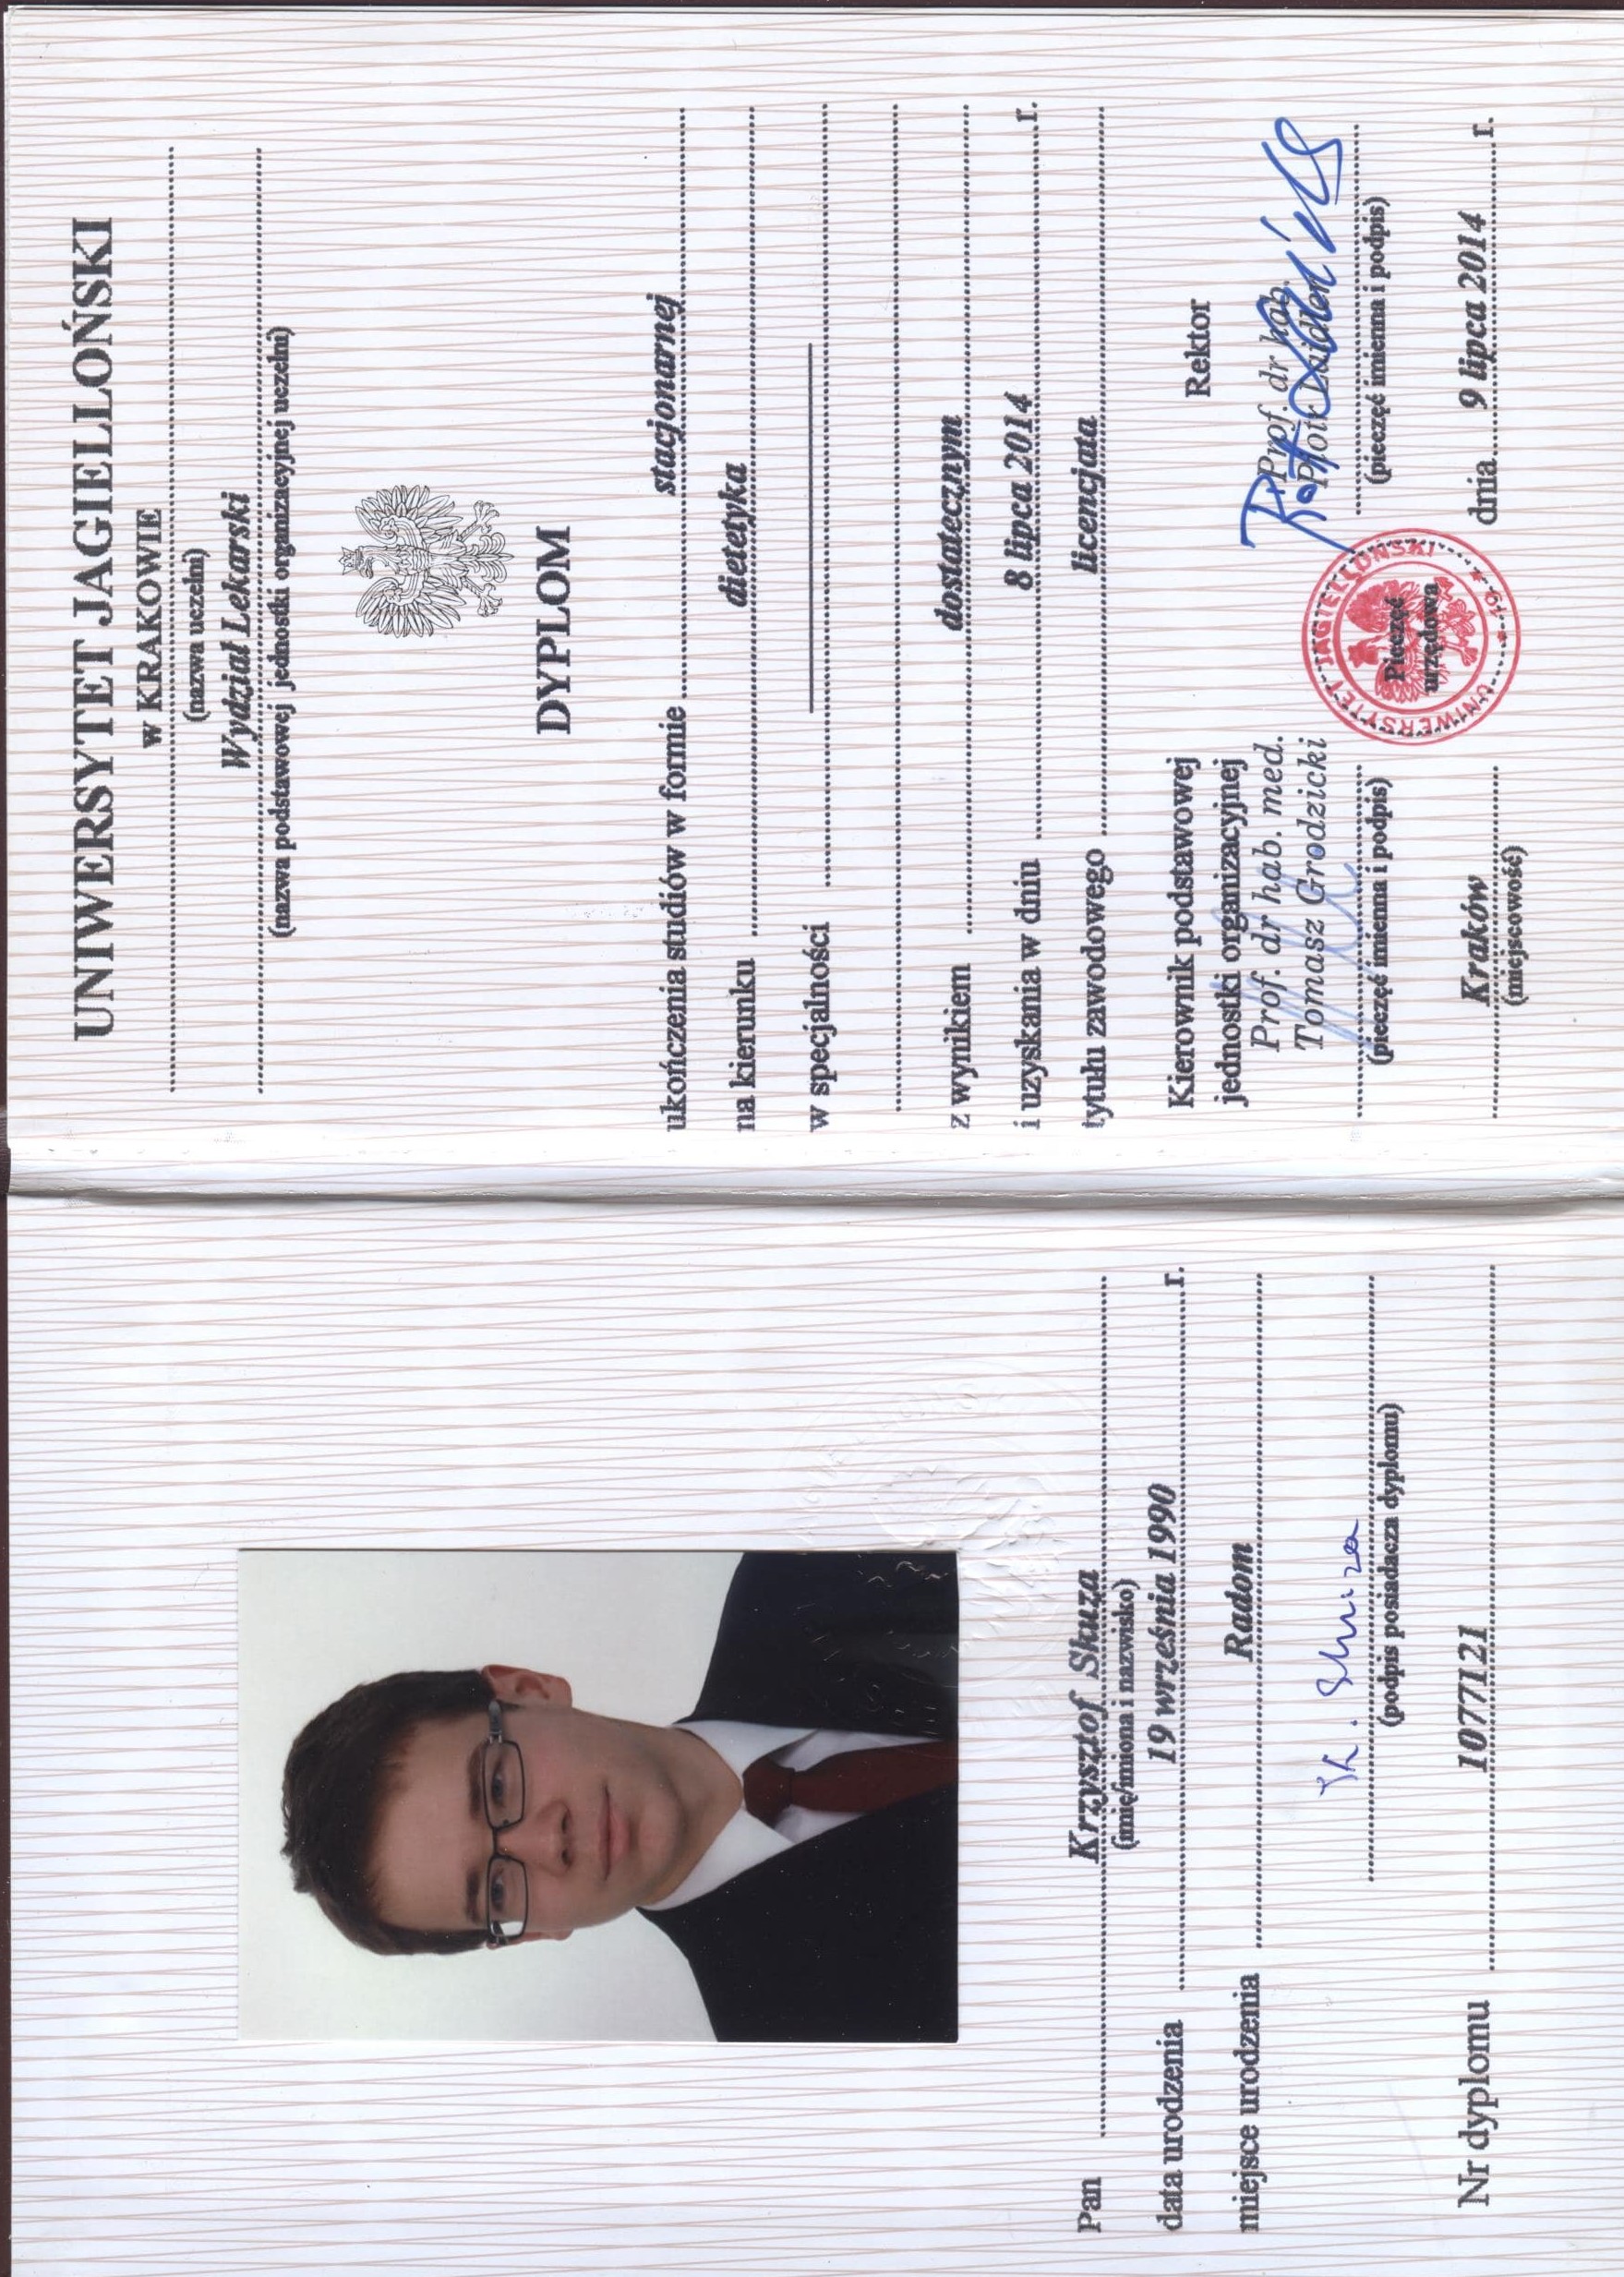 Pan Krzysztof Skuza
(imię/imiona i nazwisko)
data urodzenia 19 września 1990 r.
miejsce urodzenia Radom
K. Skuza
(podpis posiadacza dyplomu)
Nr dyplomu 1077121
UNIWERSYTET JAGIELLOŃSKI
w KRAKOWIE
(nazwa uczelni)
Wydział Lekarski
(nazwa podstawowej jednostki organizacyjnej uczelni)
DYPLOM
ukończenia studiów w formie stacjonarnej
na kierunku dietetyka
w specjalności
z wynikiem dostatecznym
i uzyskania w dniu 8 lipca 2014 r.
tytułu zawodowego licencjata
Kierownik podstawowej
jednostki organizacyjnej
Prof. dr hab. med.
Tomasz Grodzicki
(pieczęć imienna i podpis)
Rektor
Prof. dr hab.
Piotr Laidler
(pieczęć imienna i podpis)
UNIWERSYTET JAGIELLOŃSKI
Pieczęć
urzędowa
19
Kraków
(miejscowość)
dnia 9 lipca 2014 r.